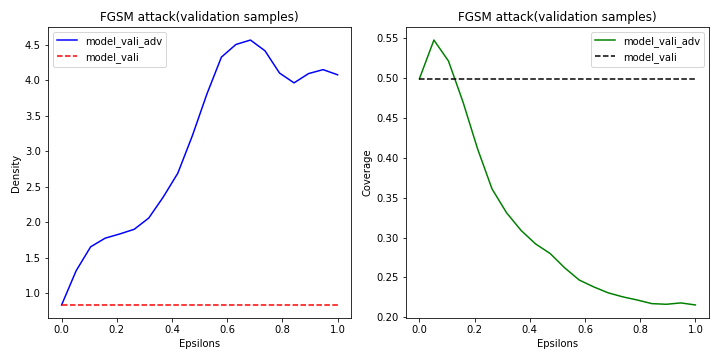 FGSM attack(validation samples)
model_vali_adv
model_vali
4.5
4.0
3.5
3.0
2.5
2.0
1.5
1.0
Density
0.0 0.2 0.4 0.6 0.8 1.0
Epsilons
FGSM attack(validation samples)
model_vali_adv
model_vali
0.55
0.50
0.45
0.40
0.35
0.30
0.25
0.20
Coverage
0.0 0.2 0.4 0.6 0.8 1.0
Epsilons